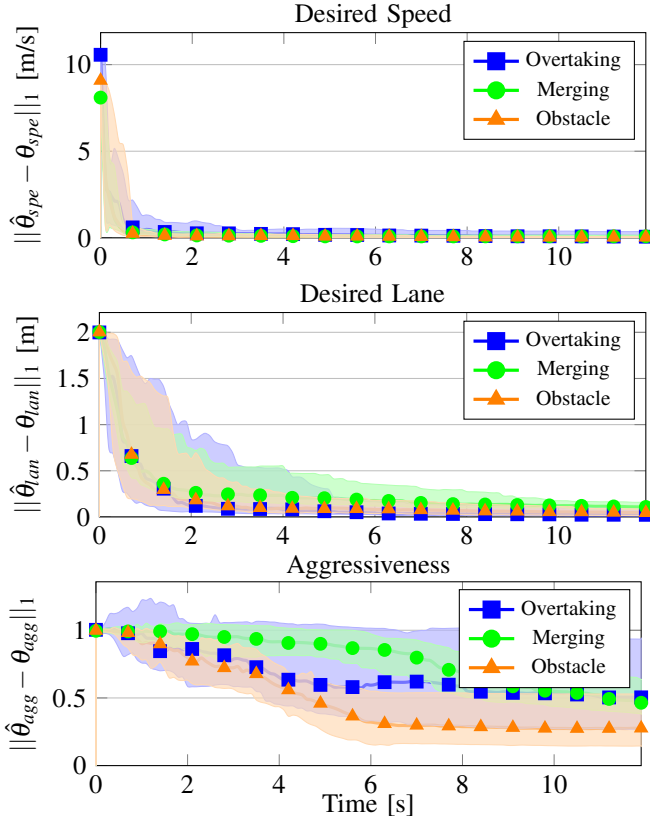 Desired Speed
||θ̂_spe − θ_spe||_1 [m/s]
10
5
0
Overtaking
Merging
Obstacle
0 2 4 6 8 10
Desired Lane
||θ̂_lan − θ_lan||_1 [m]
2
1.5
1
0.5
0
Overtaking
Merging
Obstacle
0 2 4 6 8 10
Aggressiveness
||θ̂_agg − θ_agg||_1
1
0.5
0
Overtaking
Merging
Obstacle
0 2 4 6 8 10
Time [s]